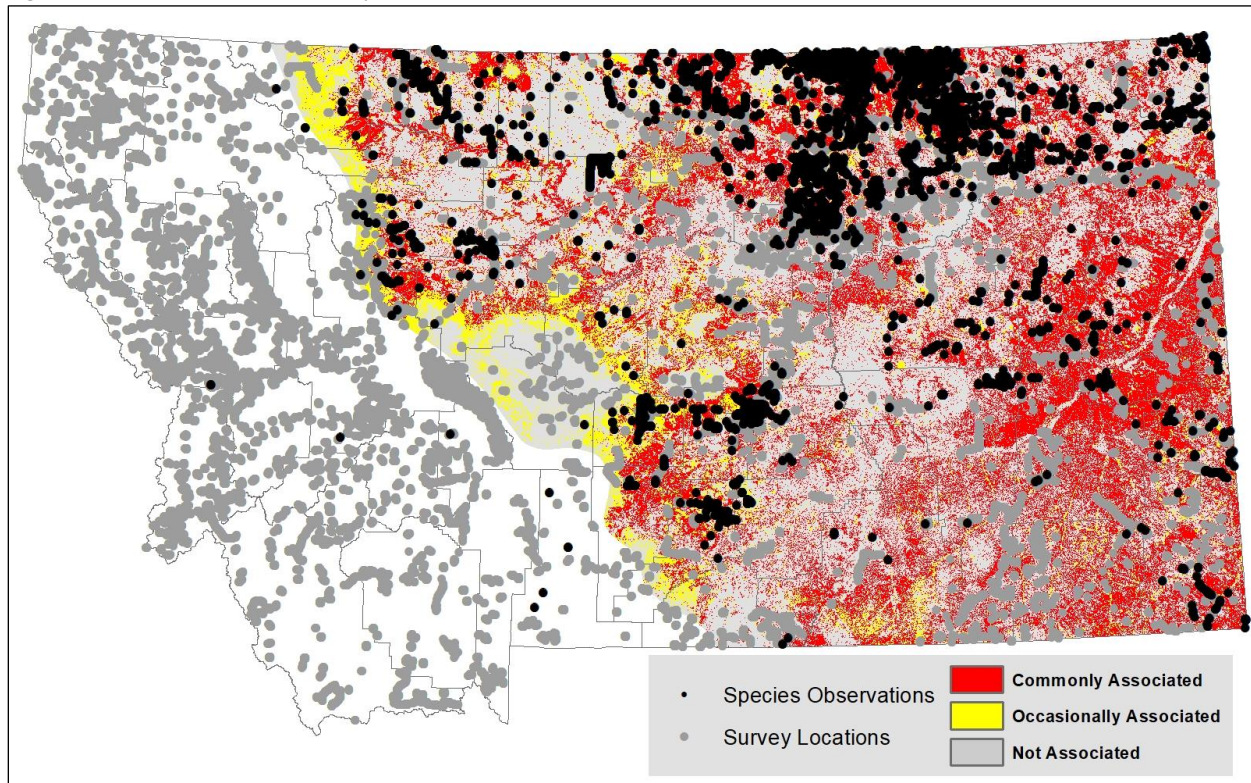 Species Observations
Survey Locations
Commonly Associated
Occasionally Associated
Not Associated